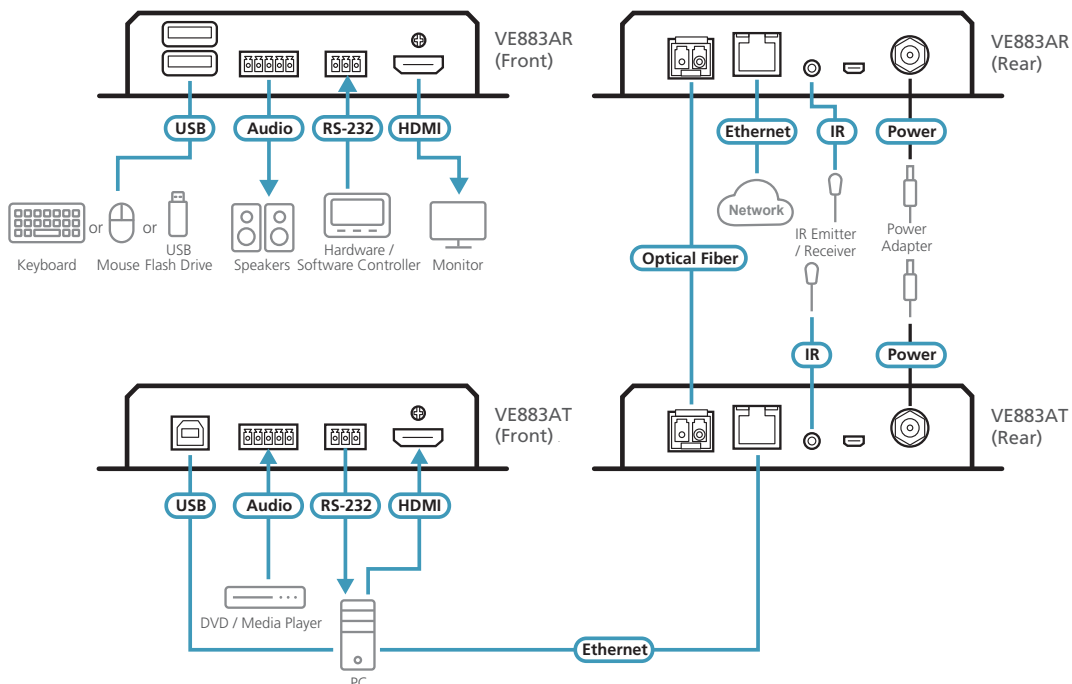 VE883AR
(Front)
USB
Audio
RS-232
HDMI
or
or
Keyboard
Mouse
USB
Flash Drive
Speakers
Hardware /
Software Controller
Monitor
VE883AR
(Rear)
Ethernet
IR
Power
Network
IR Emitter
/ Receiver
Power
Adapter
Optical Fiber
IR
Power
VE883AT
(Front)
USB
Audio
RS-232
HDMI
DVD / Media Player
PC
VE883AT
(Rear)
Ethernet